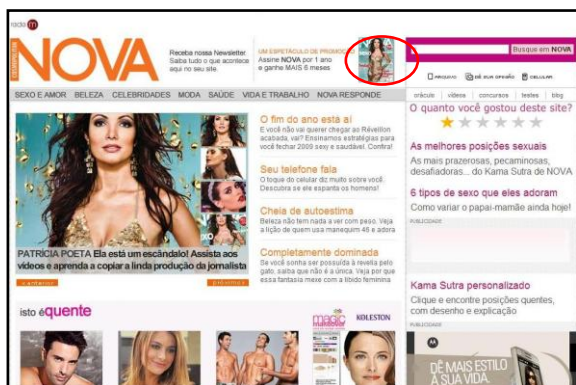 rede m
NOVA
Receba nossa Newsletter.
Saiba tudo o que acontece
aqui no seu site.
UM ESPETÁCULO DE PROMOÇÃO
Assine NOVA por 1 ano
e ganhe MAIS 6 meses
Busque em NOVA
ARQUIVO
DÊ SUA OPINIÃO
CELULAR
SEXO E AMOR BELEZA CELEBRIDADES MODA SAÚDE VIDA E TRABALHO NOVA RESPONDE
oráculo | vídeos | concursos | testes | blog
O fim do ano está aí
E você não vai querer chegar ao Réveillon
acabada, vai? Ensinamos estratégias para
você fechar 2009 sexy e saudável. Confira!
Seu telefone fala
O toque do celular diz muito sobre você.
Descubra se ele espanta os homens!
Cheia de autoestima
Beleza não tem nada a ver com peso. Veja
a lição de quem usa manequim 46 e adora
Completamente dominada
Se você sonha ser possuída à revelia pelo
gato, saiba que não é a única. Veja por que
essa fantasia mexe com a libido feminina
PATRÍCIA POETA Ela está um escândalo! Assista aos
vídeos e aprenda a copiar a linda produção da jornalista
anterior
próximo
O quanto você gostou deste site?
As melhores posições sexuais
As mais prazerosas, pecaminosas,
desafiadoras... do Kama Sutra de NOVA
6 tipos de sexo que eles adoram
Como variar o papai-mamãe ainda hoje!
PUBLICIDADE
Kama Sutra personalizado
Clique e encontre posições quentes,
com desenho e explicação
PUBLICIDADE
isto équente
magic
makeover
KOLESTON
DÊ MAIS ESTILO
À SUA VIDA.